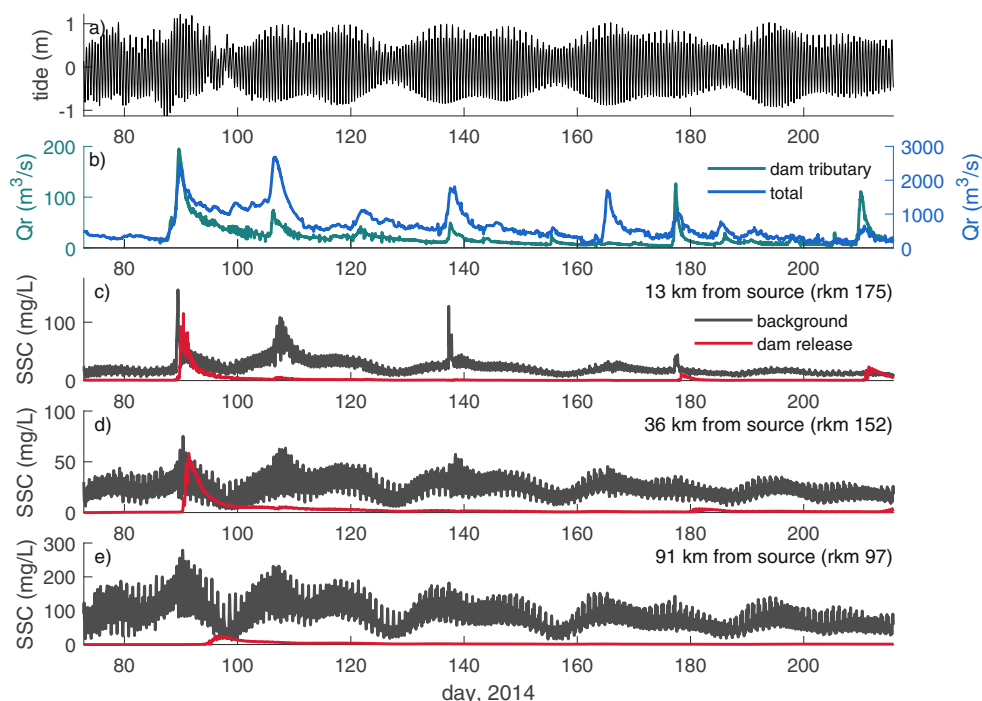 a)
tide (m)
1
0
-1
80 100 120 140 160 180 200
b)
Qr (m³/s)
200
100
0
dam tributary
total
3000
2000
1000
0
Qr (m³/s)
80 100 120 140 160 180 200
c)
13 km from source (rkm 175)
SSC (mg/L)
100
0
background
dam release
80 100 120 140 160 180 200
d)
36 km from source (rkm 152)
SSC (mg/L)
100
50
0
80 100 120 140 160 180 200
e)
91 km from source (rkm 97)
SSC (mg/L)
300
200
100
0
80 100 120 140 160 180 200
day, 2014